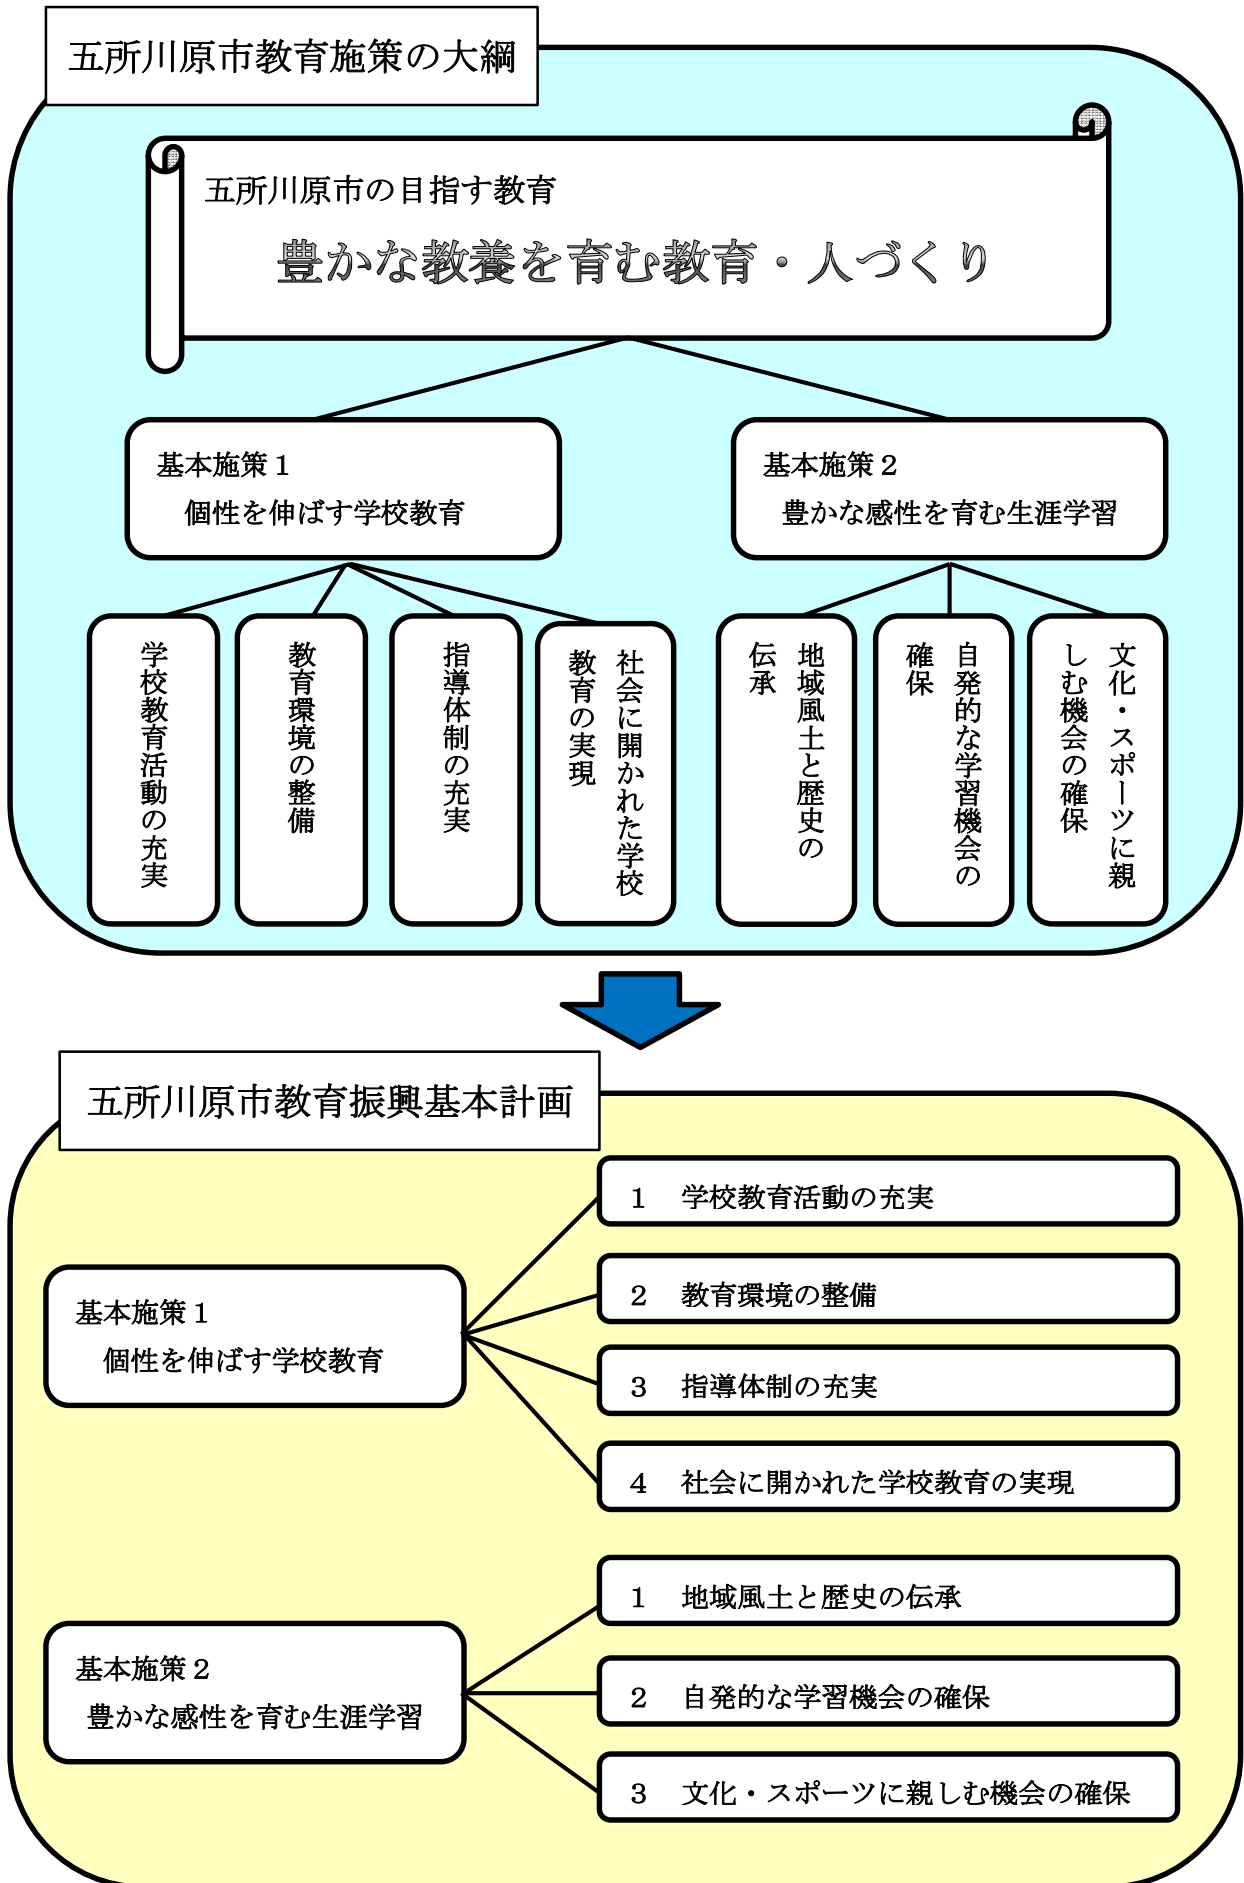 五所川原市教育施策の大綱
五所川原市の目指す教育
豊かな教養を育む教育・人づくり
基本施策１
個性を伸ばす学校教育
基本施策２
豊かな感性を育む生涯学習
学校教育活動の充実
教育環境の整備
指導体制の充実
社会に開かれた学校
教育の実現
地域風土と歴史の
伝承
自発的な学習機会の
確保
文化・スポーツに親
しむ機会の確保
五所川原市教育振興基本計画
基本施策１
個性を伸ばす学校教育
１　学校教育活動の充実
２　教育環境の整備
３　指導体制の充実
４　社会に開かれた学校教育の実現
基本施策２
豊かな感性を育む生涯学習
１　地域風土と歴史の伝承
２　自発的な学習機会の確保
３　文化・スポーツに親しむ機会の確保